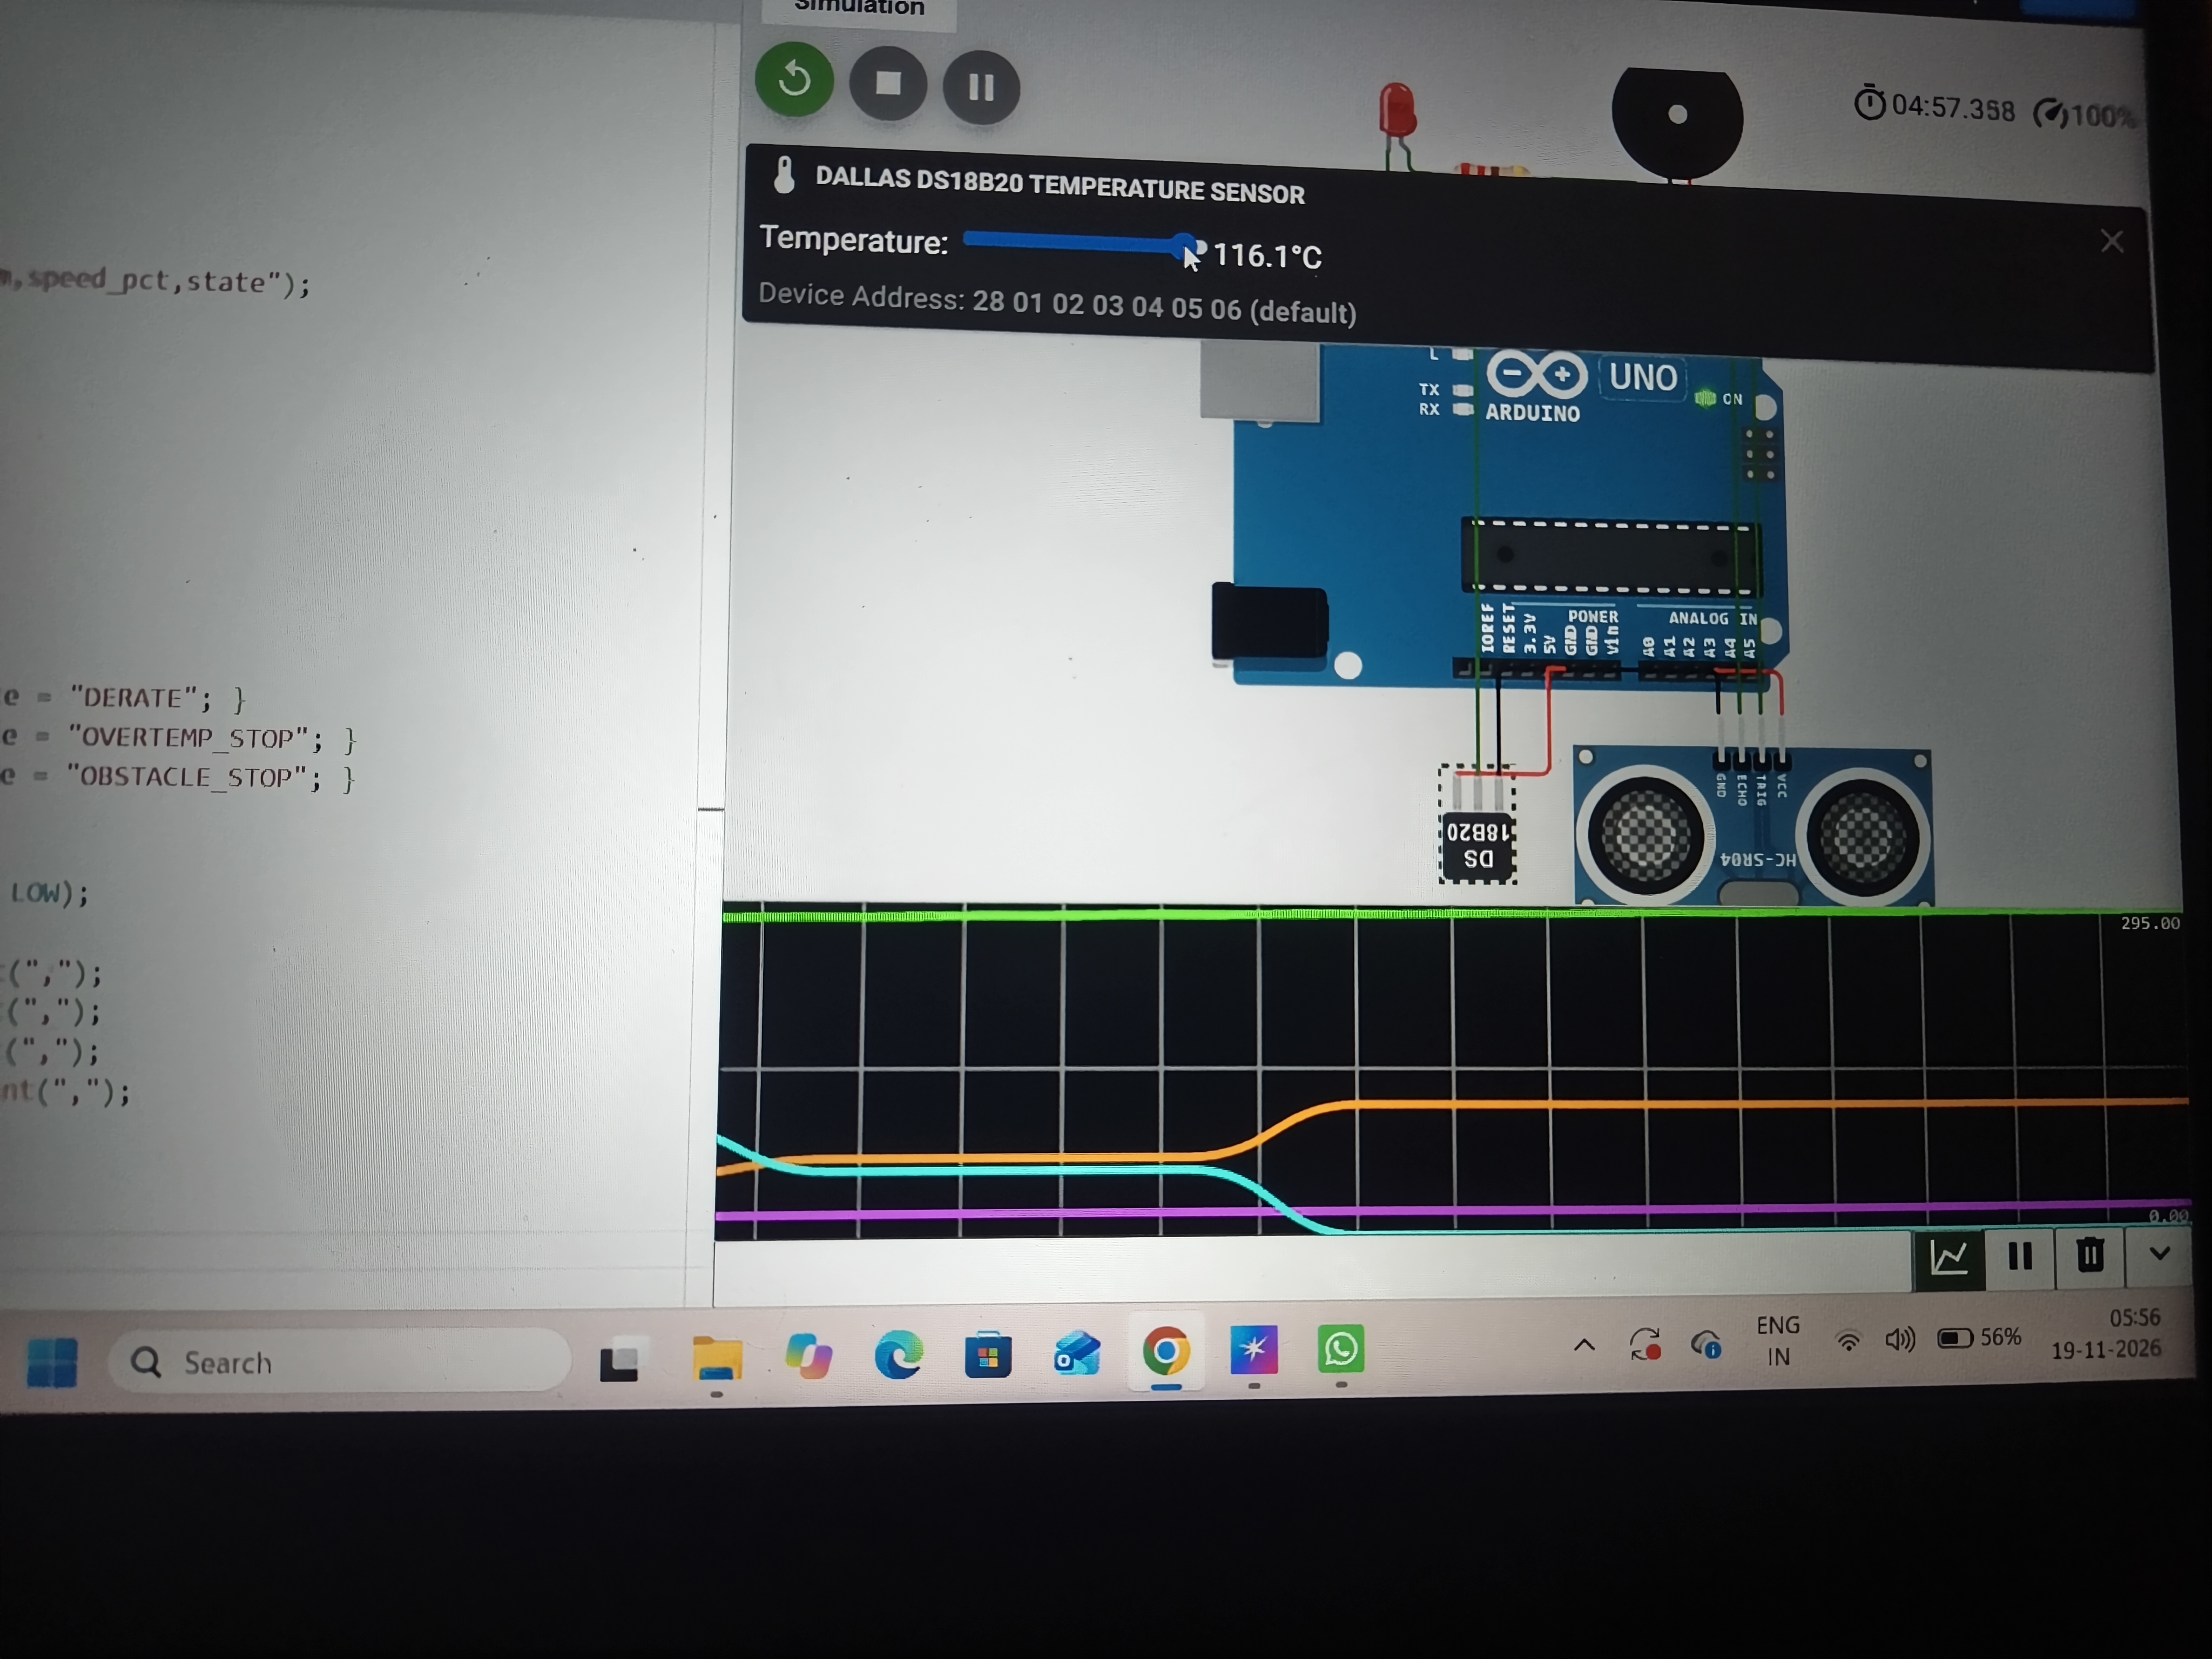 Simulation
04:57.358
100%
DALLAS DS18B20 TEMPERATURE SENSOR
Temperature: 116.1°C
Device Address: 28 01 02 03 04 05 06 (default)
m,speed_pct,state");
e = "DERATE"; }
e = "OVERTEMP_STOP"; }
e = "OBSTACLE_STOP"; }
LOW);
(",");
(",");
(",");
nt(",");
L
TX
RX
UNO
ARDUINO
ON
POWER
ANALOG IN
IOREF
RESET
3.3V
5V
GND
GND
Vin
A0
A1
A2
A3
A4
A5
GND
ECHO
TRIG
VCC
DS
18B20
HC-SR04
295.00
0.00
Search
ENG
IN
56%
05:56
19-11-2026